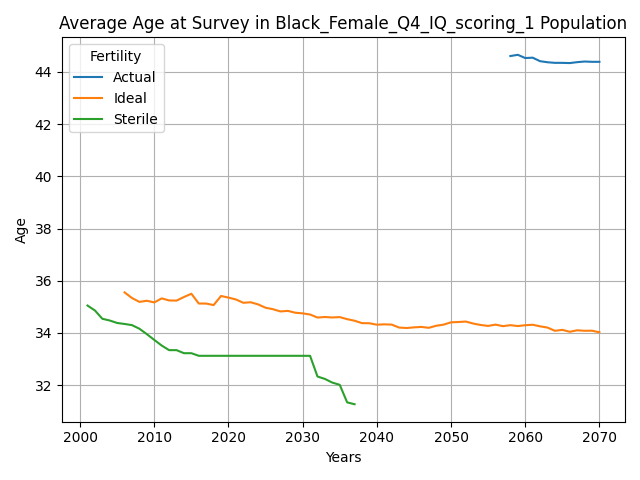 Average Age at Survey in Black_Female_Q4_IQ_scoring_1 Population
Fertility
Actual
Ideal
Sterile
Age
44
42
40
38
36
34
32
2000 2010 2020 2030 2040 2050 2060 2070
Years